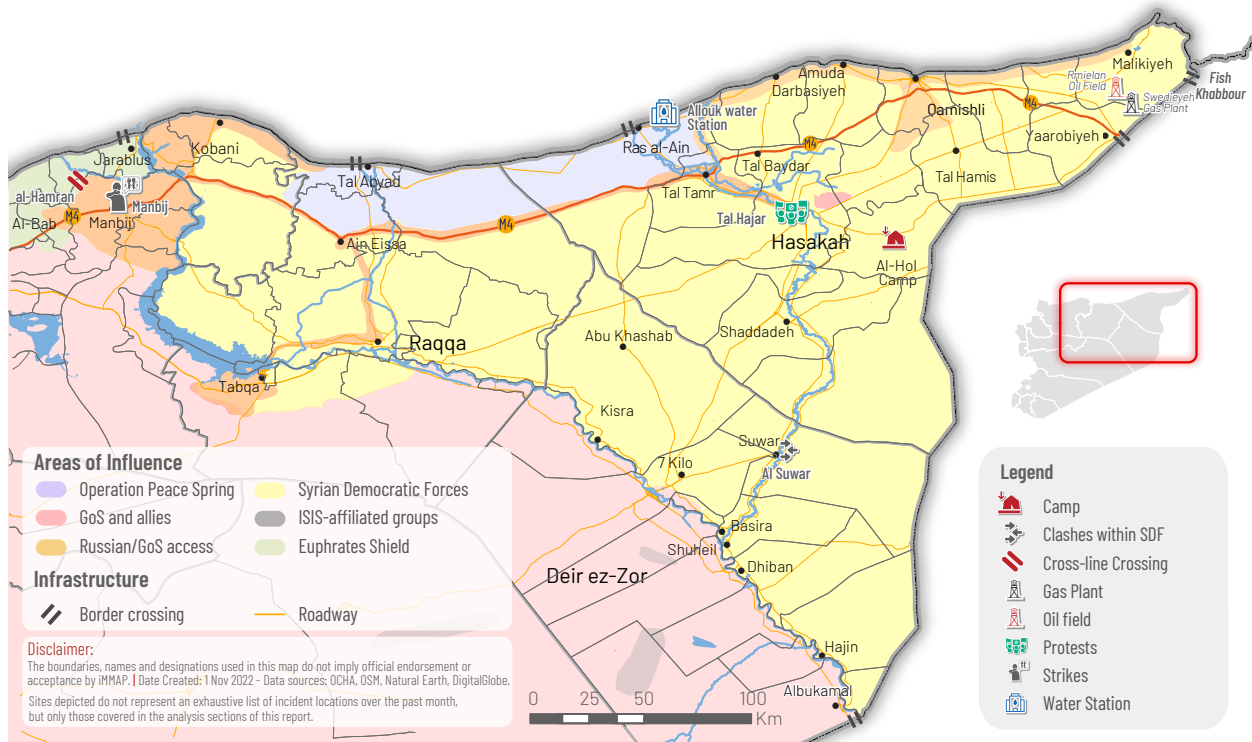 Malikiyeh
Rmielan
Oil Field
Swedieyeh
Gas Plant
Fish
Khabbour
Amuda
Darbasiyeh
Qamishli
M4
Yaarobiyeh
Allouk water
Station
Ras al-Ain
M4
Tal Baydar
Tal Hamis
Jarablus
Kobani
Tal Abyad
Tal Tamr
al-Hamran
Manbij
M4
Al-Bab
Manbij
M4
Tal.Hajar
Hasakah
Ain Eissa
Al-Hol
Camp
Abu Khashab
Shaddadeh
Raqqa
Tabqa
Kisra
Suwar
7 Kilo
Al Suwar
Basira
Shuheil
Dhiban
Deir ez-Zor
Hajin
Albukamal
Areas of Influence
Operation Peace Spring
Syrian Democratic Forces
GoS and allies
ISIS-affiliated groups
Russian/GoS access
Euphrates Shield
Infrastructure
Border crossing
Roadway
Disclaimer:
The boundaries, names and designations used in this map do not imply official endorsement or
acceptance by iMMAP. | Date Created: 1 Nov 2022 - Data sources: OCHA, OSM, Natural Earth, DigitalGlobe.
Sites depicted do not represent an exhaustive list of incident locations over the past month,
but only those covered in the analysis sections of this report.
0 25 50 100
Km
Legend
Camp
Clashes within SDF
Cross-line Crossing
Gas Plant
Oil field
Protests
Strikes
Water Station